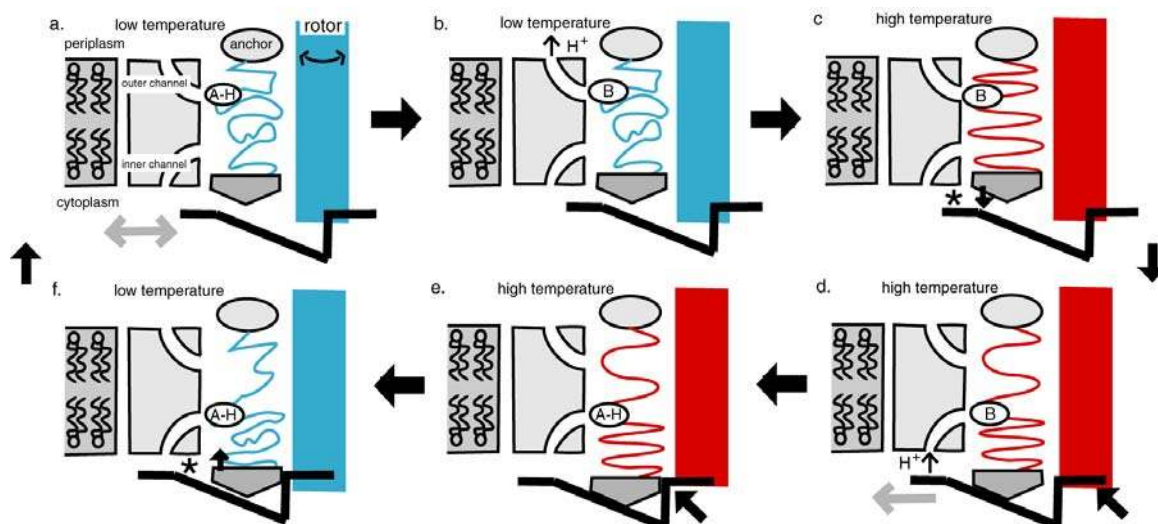 a.
low temperature
periplasm
anchor
rotor
outer channel
A-H
inner channel
cytoplasm
b.
low temperature
H+
B
c
high temperature
B
*
f.
low temperature
A-H
*
e.
high temperature
A-H
d.
high temperature
B
H+